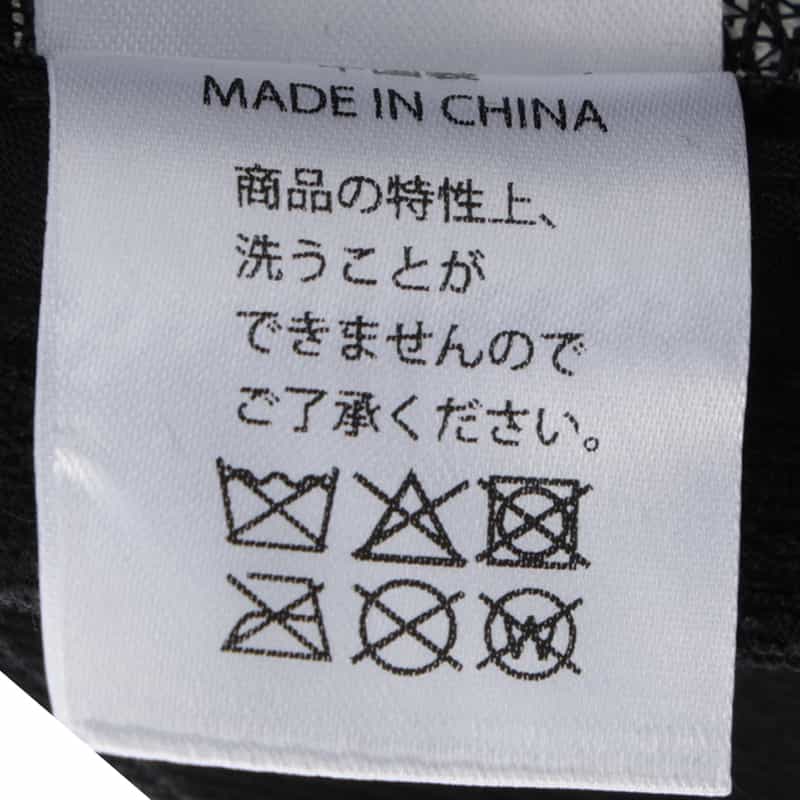 MADE IN CHINA
商品の特性上、
洗うことが
できませんので
ご了承ください。
W